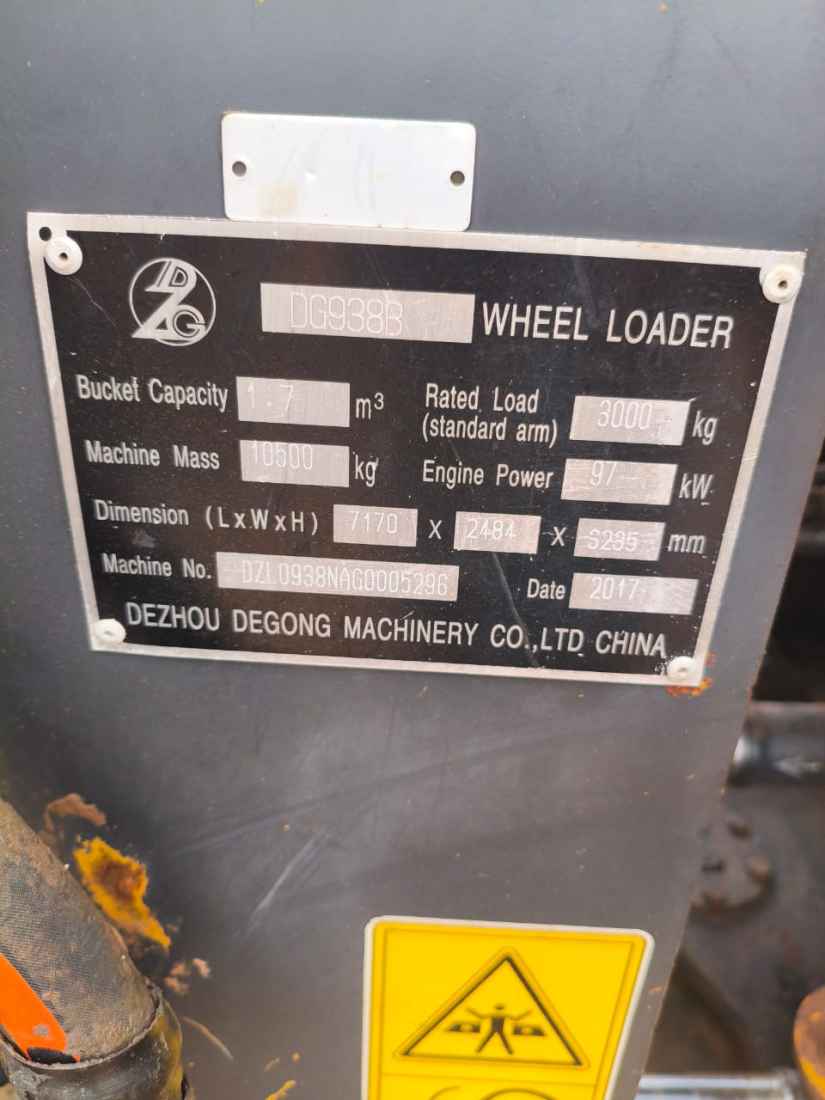 DZG
DG938B WHEEL LOADER
Bucket Capacity 1.7 m³ Rated Load (standard arm) 3000 kg
Machine Mass 10500 kg Engine Power 97 kW
Dimension (LxWxH) 7170 X 2484 X S235 mm
Machine No. DZL0938NAG0005296 Date 2017
DEZHOU DEGONG MACHINERY CO.,LTD CHINA